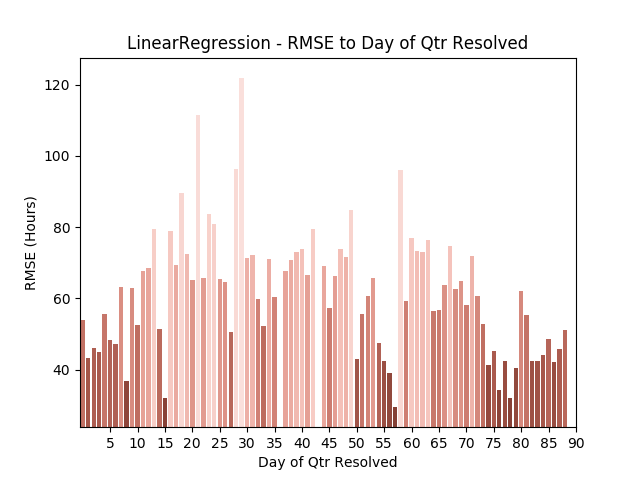 LinearRegression - RMSE to Day of Qtr Resolved
120
100
80
60
40
RMSE (Hours)
5 10 15 20 25 30 35 40 45 50 55 60 65 70 75 80 85 90
Day of Qtr Resolved